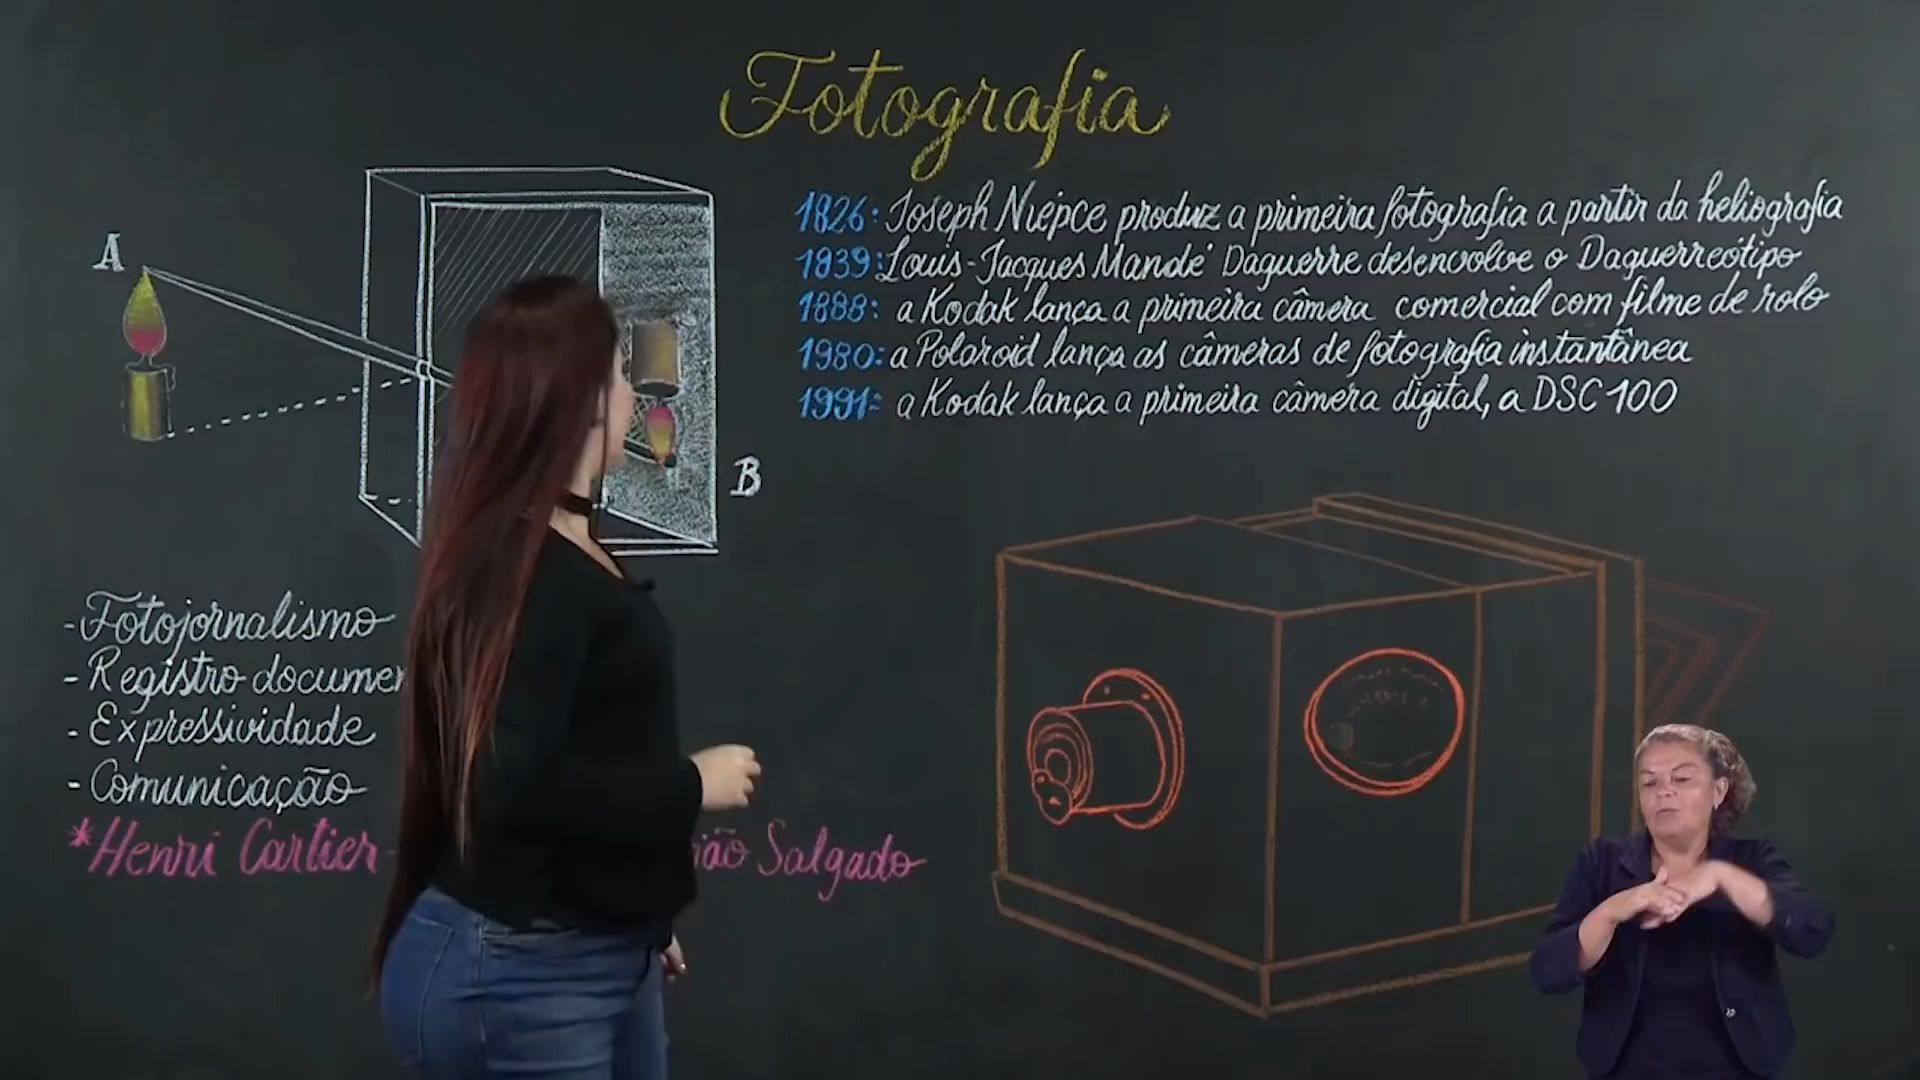 Fotografia
1826: Joseph Niépce produz a primeira fotografia a partir da heliografia
1839: Louis-Jacques Mandé Daguerre desenvolve o Daguerreótipo
1888: a Kodak lança a primeira câmera comercial com filme de rolo
1980: a Polaroid lança as câmeras de fotografia instantânea
1991: a Kodak lança a primeira câmera digital, a DSC 100
A
B
- Fotojornalismo
- Registro documen
- Expressividade
- Comunicação
*Henri Cartier- ião Salgado